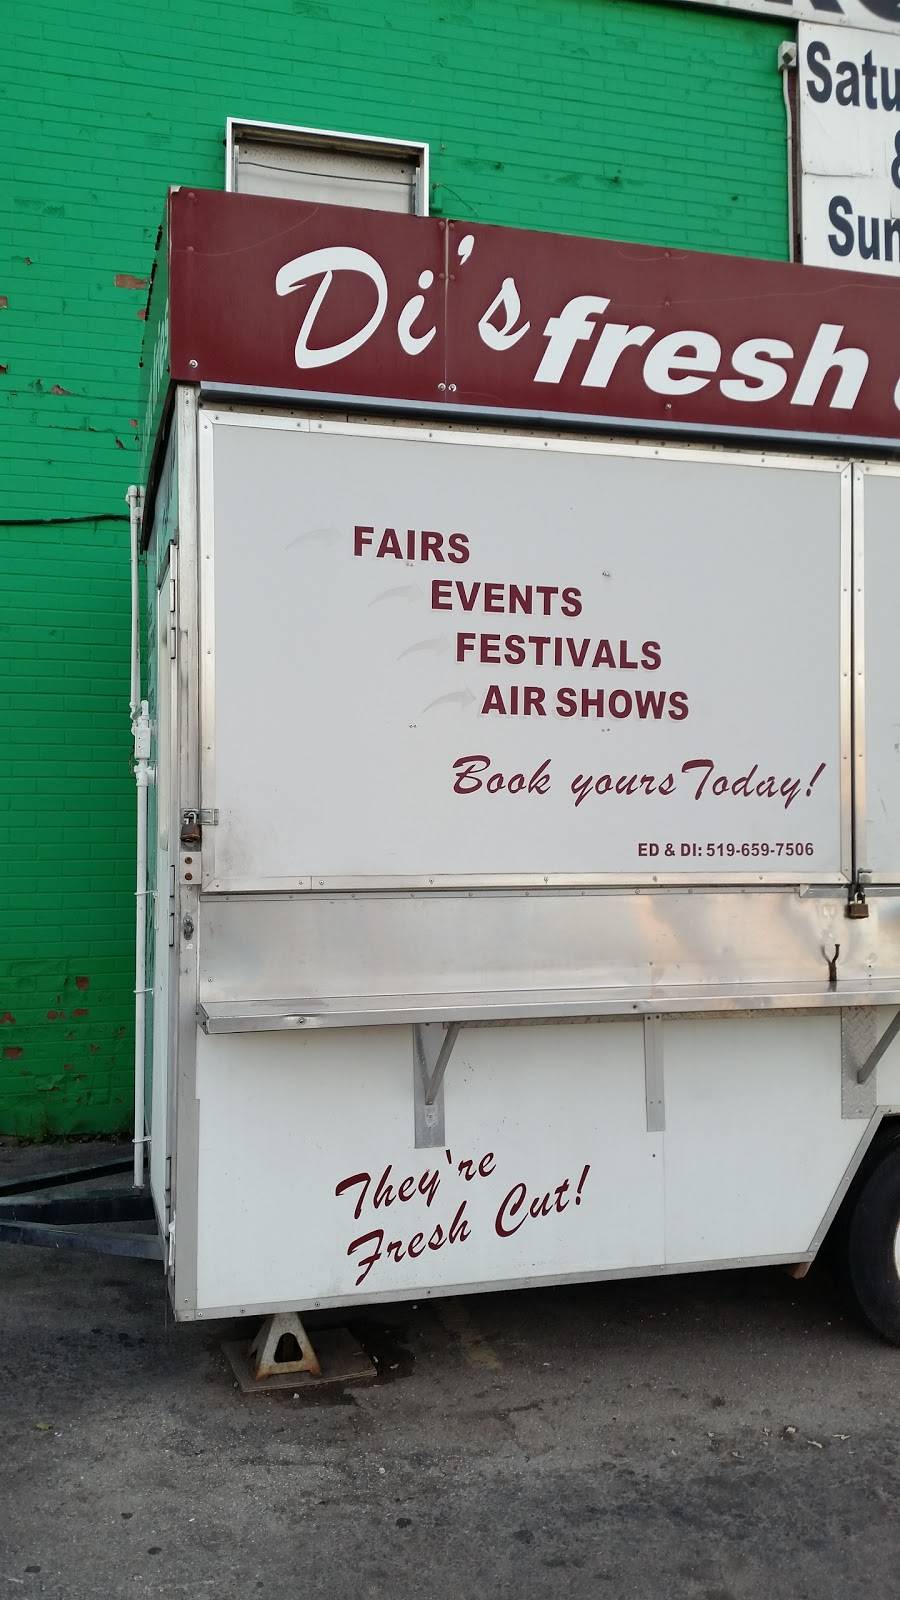 Di's fresh
FAIRS
EVENTS
FESTIVALS
AIR SHOWS
Book yours Today!
ED & DI: 519-659-7506
They're
Fresh Cut!
Satu
&
Sun